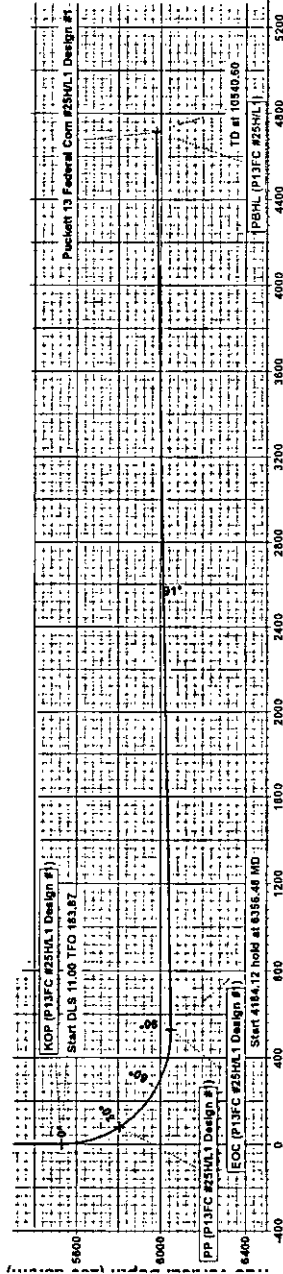 Puckett 13 Federal Com #25H/L1 Design #1
KOP (P13FC #25H/L1 Design #1)
Start DLS 11.00 TFO 183.87
0°
30°
60°
90°
91°
PP (P13FC #25H/L1 Design #1)
EOC (P13FC #25H/L1 Design #1)
Start 4184.12 hold at 6356.48 MD
TD at 10540.60
PBHL (P13FC #25H/L1)
True Vertical Depth
5600
6000
6400
-400 0 400 800 1200 1600 2000 2400 2800 3200 3600 4000 4400 4800 5200